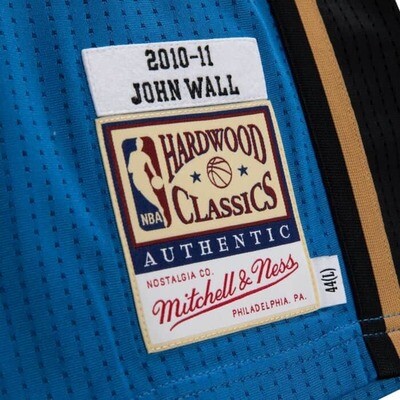 2010-11
JOHN WALL
HARDWOOD
CLASSICS
NBA
AUTHENTIC
NOSTALGIA CO.
Mitchell & Ness
PHILADELPHIA. PA.
44(L)